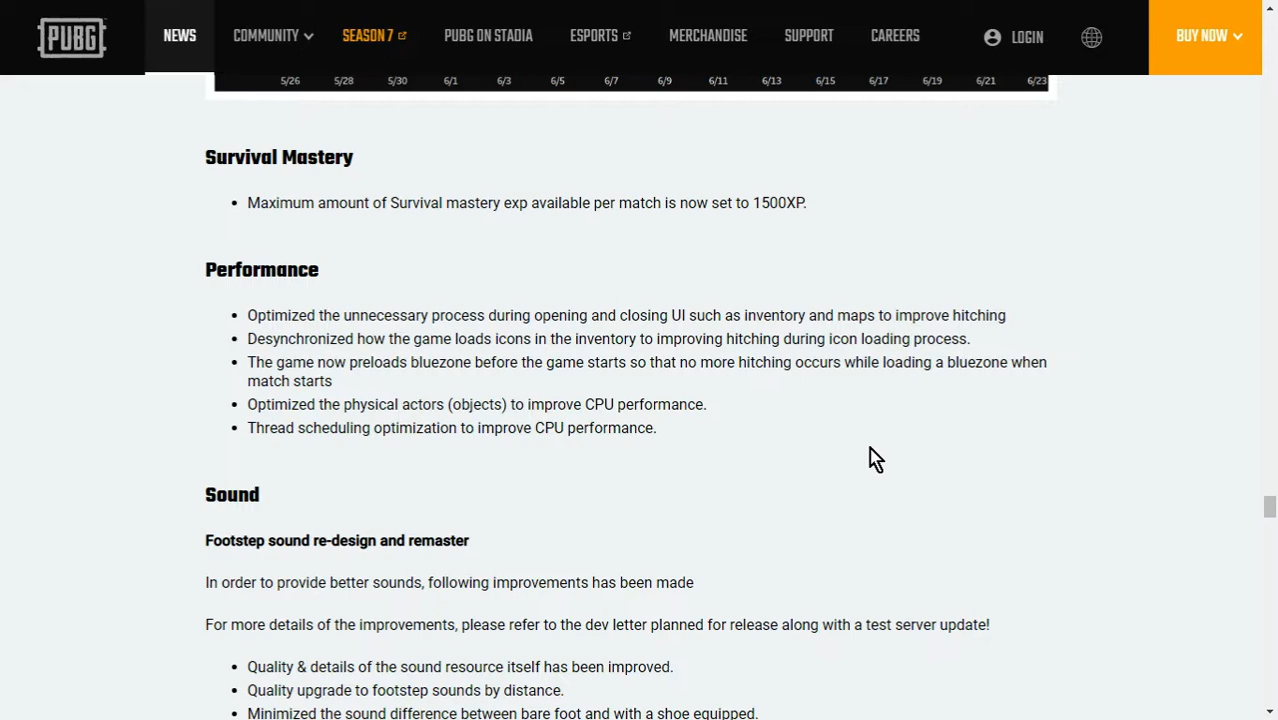 PUBG NEWS COMMUNITY SEASON 7 PUBG ON STADIA ESPORTS MERCHANDISE SUPPORT CAREERS LOGIN BUY NOW
5/26 5/28 5/30 6/1 6/3 6/5 6/7 6/9 6/11 6/13 6/15 6/17 6/19 6/21 6/23
Survival Mastery
• Maximum amount of Survival mastery exp available per match is now set to 1500XP.
Performance
• Optimized the unnecessary process during opening and closing UI such as inventory and maps to improve hitching
• Desynchronized how the game loads icons in the inventory to improving hitching during icon loading process.
• The game now preloads bluezone before the game starts so that no more hitching occurs while loading a bluezone when
match starts
• Optimized the physical actors (objects) to improve CPU performance.
• Thread scheduling optimization to improve CPU performance.
Sound
Footstep sound re-design and remaster
In order to provide better sounds, following improvements has been made
For more details of the improvements, please refer to the dev letter planned for release along with a test server update!
• Quality & details of the sound resource itself has been improved.
• Quality upgrade to footstep sounds by distance.
• Minimized the sound difference between bare foot and with a shoe equipped.